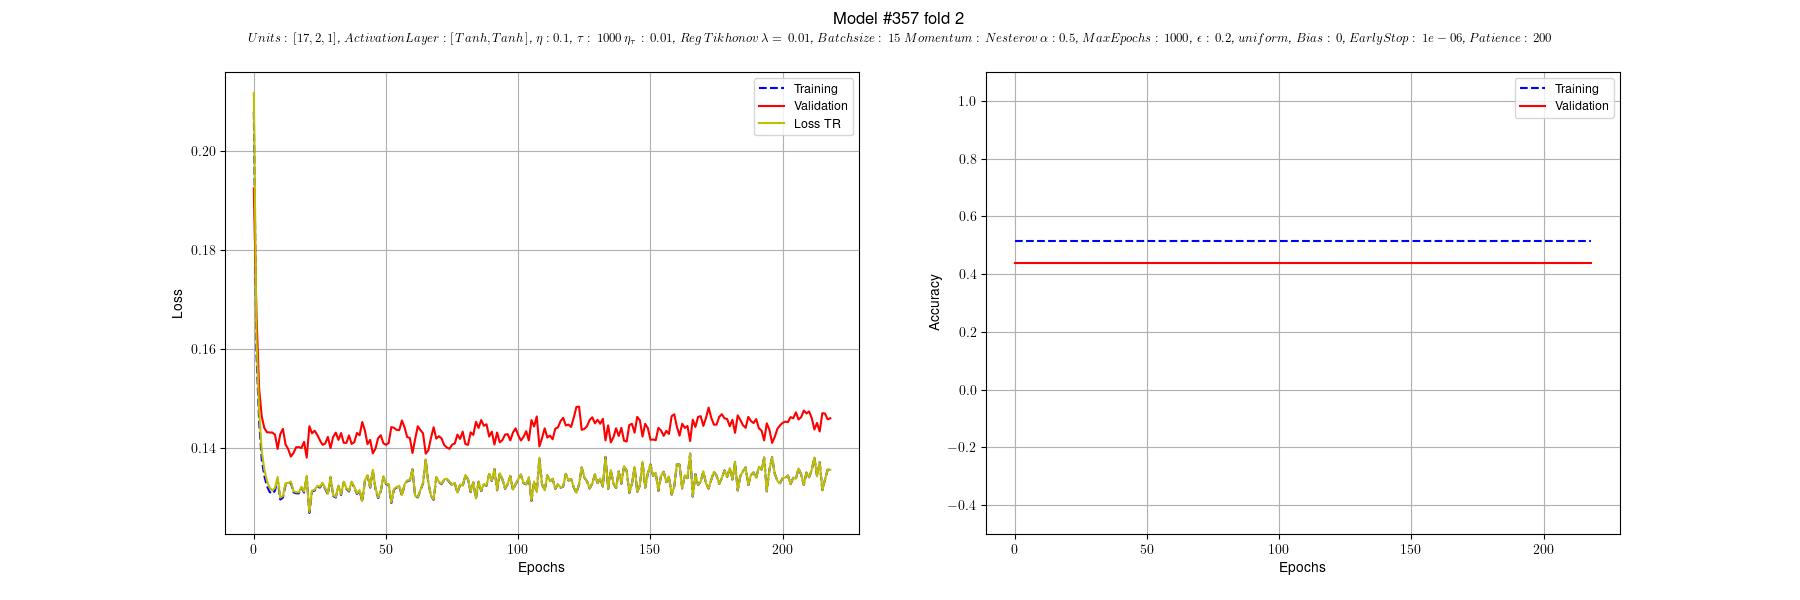 Model #357 fold 2
Units : [17, 2, 1], ActivationLayer : [Tanh, Tanh], η : 0.1, τ : 1000 ητ : 0.01, Reg Tikhonov λ = 0.01, Batchsize : 15 Momentum : Nesterov α : 0.5, MaxEpochs : 1000, ϵ : 0.2, uniform, Bias : 0, EarlyStop : 1e − 06, Patience : 200
Training
Validation
Loss TR
0.20
0.18
0.16
0.14
Loss
0 50 100 150 200
Epochs
Training
Validation
1.0
0.8
0.6
0.4
0.2
0.0
−0.2
−0.4
Accuracy
0 50 100 150 200
Epochs